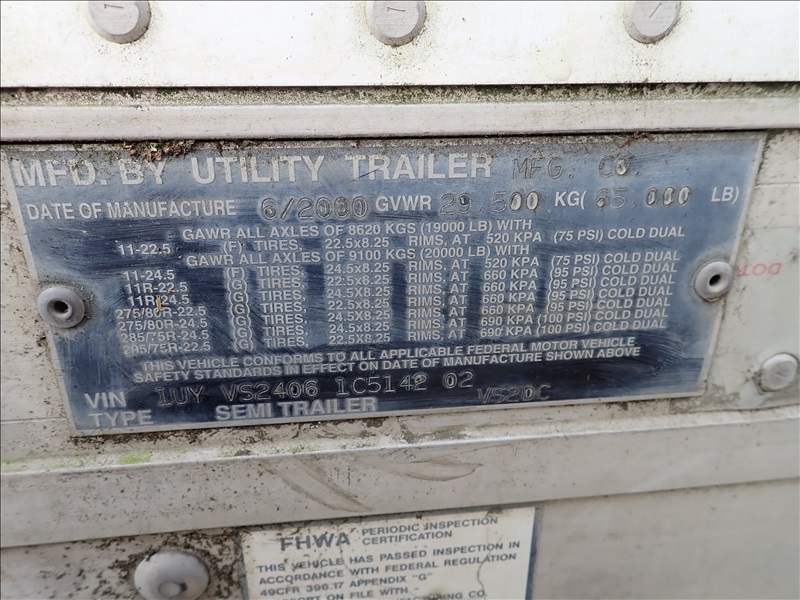 MFD. BY UTILITY TRAILER MFG. CO.
DATE OF MANUFACTURE 6/2000 GVWR 29,500 KG( 65,000 LB)
GAWR ALL AXLES OF 8620 KGS (19000 LB) WITH
11-22.5 (F) TIRES, 22.5x8.25 RIMS, AT 520 KPA (75 PSI) COLD DUAL
GAWR ALL AXLES OF 9100 KGS (20000 LB) WITH
11-24.5 (F) TIRES, 24.5x8.25 RIMS, AT 520 KPA (75 PSI) COLD DUAL
11R-22.5 (G) TIRES, 22.5x8.25 RIMS, AT 660 KPA (95 PSI) COLD DUAL
11R-24.5 (G) TIRES, 24.5x8.25 RIMS, AT 660 KPA (95 PSI) COLD DUAL
275/80R-22.5 (G) TIRES, 22.5x8.25 RIMS, AT 660 KPA (95 PSI) COLD DUAL
275/80R-24.5 (G) TIRES, 24.5x8.25 RIMS, AT 660 KPA (95 PSI) COLD DUAL
285/75R-24.5 (G) TIRES, 24.5x8.25 RIMS, AT 690 KPA (100 PSI) COLD DUAL
295/75R-22.5 (G) TIRES, 22.5x8.25 RIMS, AT 690 KPA (100 PSI) COLD DUAL
THIS VEHICLE CONFORMS TO ALL APPLICABLE FEDERAL MOTOR VEHICLE
SAFETY STANDARDS IN EFFECT ON DATE OF MANUFACTURE SHOWN ABOVE
VIN 1UY VS2406 1C5142 02
TYPE SEMI TRAILER VS2DC
DOT
FHWA PERIODIC INSPECTION
CERTIFICATION
THIS VEHICLE HAS PASSED INSPECTION IN
ACCORDANCE WITH FEDERAL REGULATION
49CFR 396.17 APPENDIX "G"
ON FILE WITH